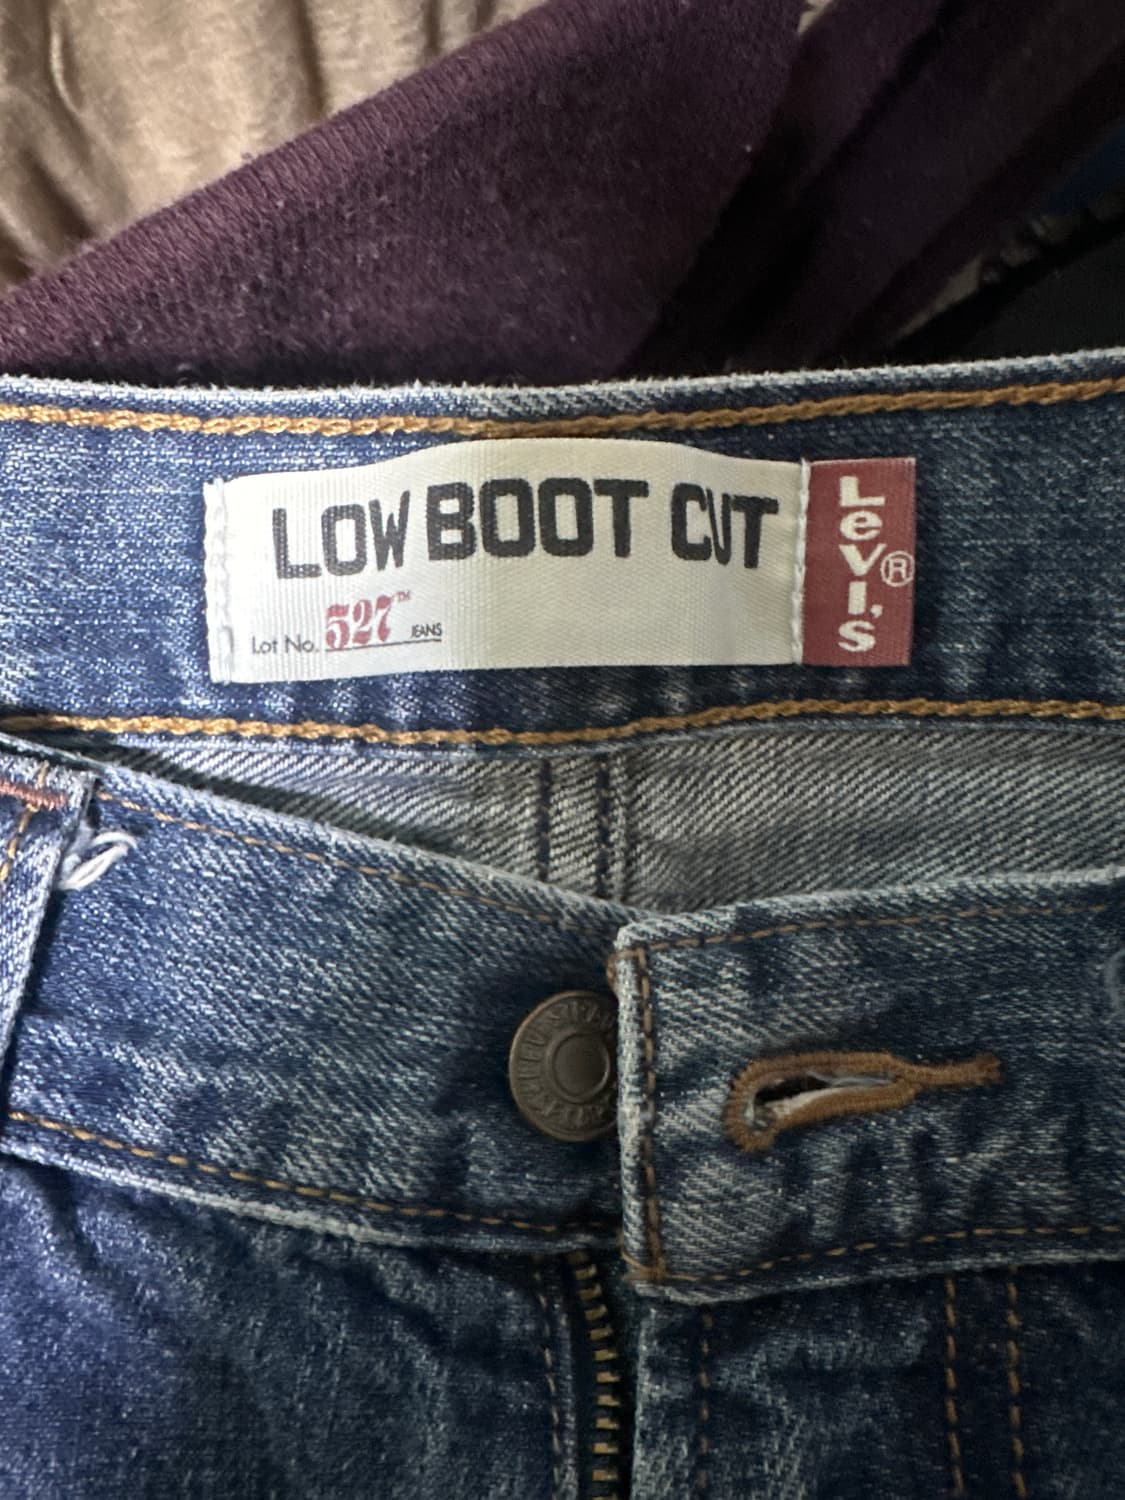 LOW BOOT CUT
Lot No. 527™ JEANS
Levi's®